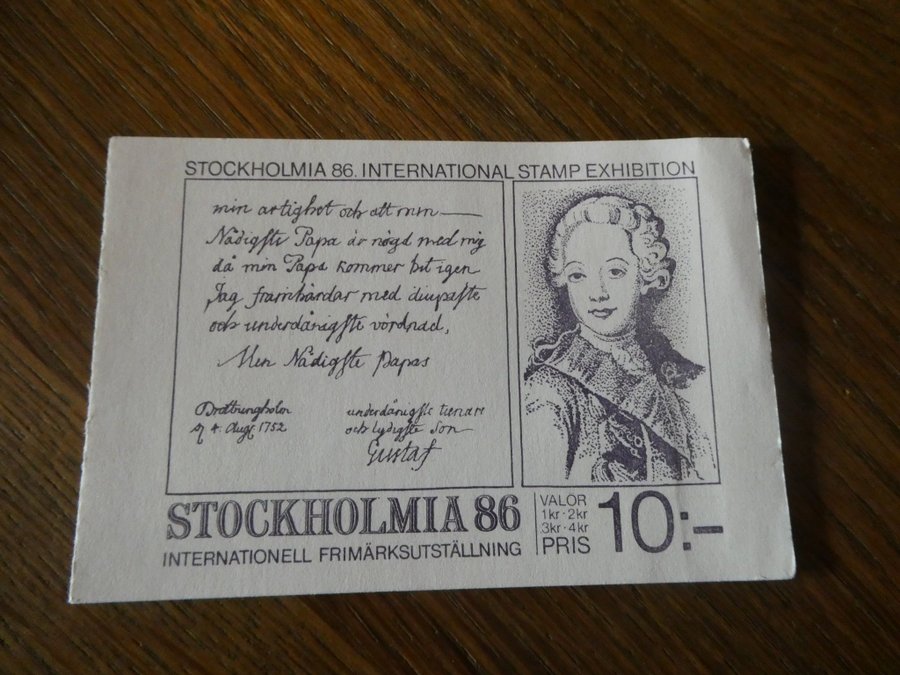 STOCKHOLMIA 86. INTERNATIONAL STAMP EXHIBITION
min artighet och att min
Nådigste Papa är nögd med mig
då min Papa kommer hit igen
Jag framhärdar med diupaste
och underdånigste vördnad,
Min Nådigste Papas
Drottningholm
4. Aug 1752
underdånigste tienare
och lydigste son
Gustaf
STOCKHOLMIA 86
INTERNATIONELL FRIMÄRKSUTSTÄLLNING
VALÖR
1kr · 2kr
3kr · 4kr
PRIS
10:-